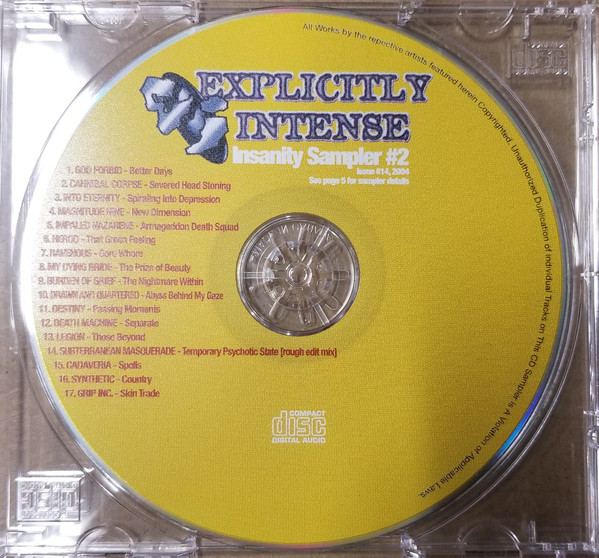 EXPLICITLY
INTENSE
Insanity Sampler #2
Issue #14, 2004
See page 5 for sampler details
1. GOD FORBID - Better Days
2. CANNIBAL CORPSE - Severed Head Stoning
3. INTO ETERNITY - Spiraling Into Depression
4. MAGNITUDE NINE - New Dimension
5. IMPALED NAZARENE - Armageddon Death Squad
6. HEROD - That Green Feeling
7. RAVENOUS - Gore Whore
8. MY DYING BRIDE - The Prize of Beauty
9. BURDEN OF GRIEF - The Nightmare Within
10. DRAWN AND QUARTERED - Abyss Behind My Gaze
11. DESTINY - Passing Moments
12. DEATH MACHINE - Separate
13. LEGION - Those Beyond
14. SUBTERRANEAN MASQUERADE - Temporary Psychotic State [rough edit mix]
15. CADAVERIA - Spells
16. SYNTHETIC - Country
17. GRIP INC. - Skin Trade
COMPACT
disc
DIGITAL AUDIO
All Works by the repective artists featured herein Copyrighted. Unauthorized Duplication of individual Tracks on This CD Sampler is A Violation of Applicable Laws.